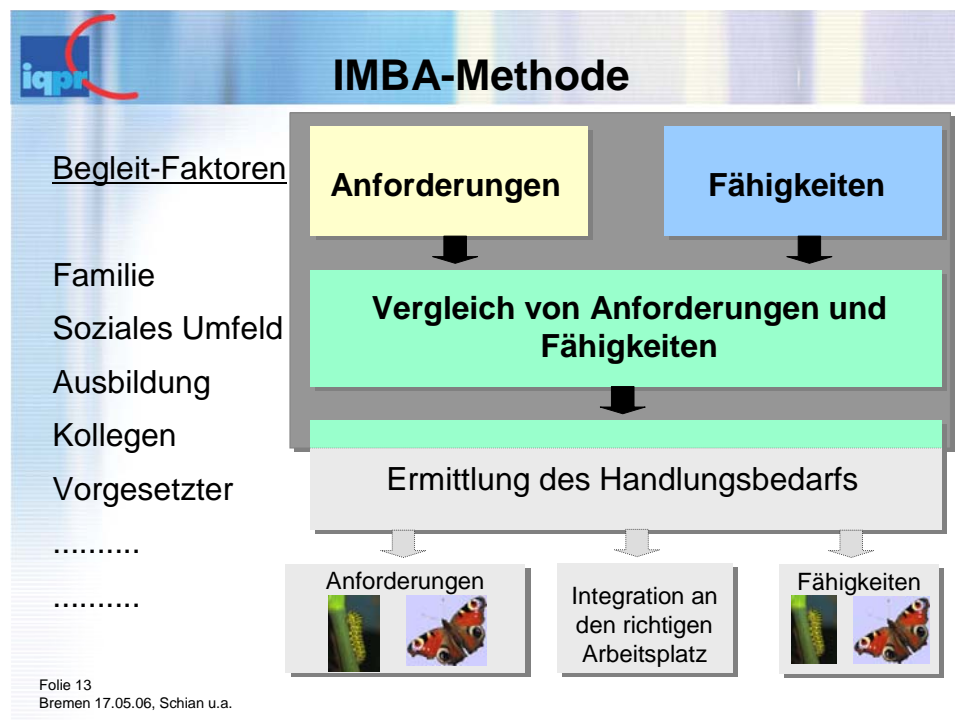 iqpr
IMBA-Methode
Begleit-Faktoren
Familie
Soziales Umfeld
Ausbildung
Kollegen
Vorgesetzter
..........
..........
Anforderungen
Fähigkeiten
Vergleich von Anforderungen und
Fähigkeiten
Ermittlung des Handlungsbedarfs
Anforderungen
Integration an
den richtigen
Arbeitsplatz
Fähigkeiten
Folie 13
Bremen 17.05.06, Schian u.a.